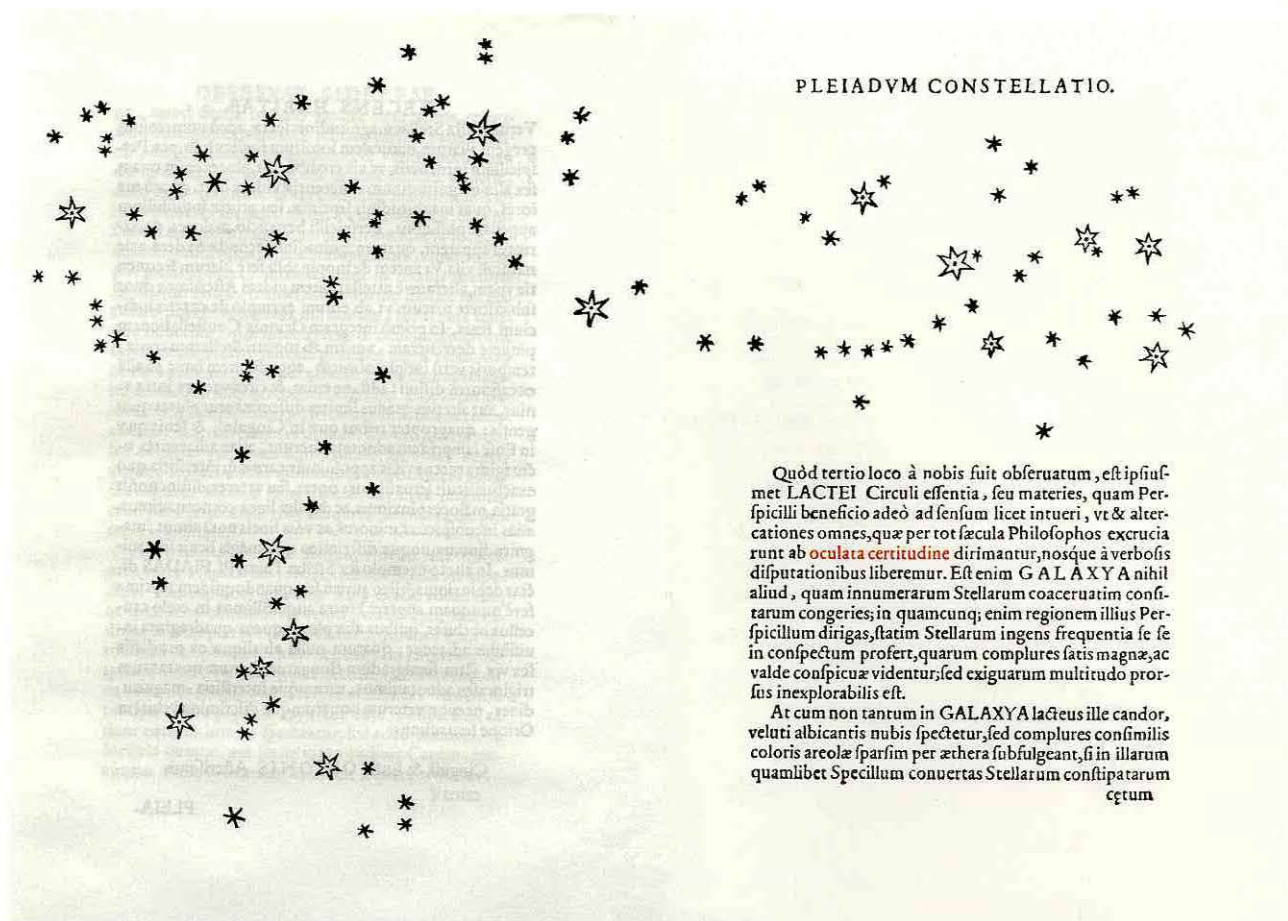 PLEIADVM CONSTELLATIO.
Quòd tertio loco à nobis fuit obſeruatum, eſt ipſiuſ-
met LACTEI Circuli eſſentia, ſeu materies, quam Per-
ſpicilli beneficio adeò ad ſenſum licet intueri, vt & alter-
cationes omnes, quæ per tot ſæcula Philoſophos excrucia
runt ab oculata certitudine dirimantur, nosq́ue à verboſis
diſputationibus liberemur. Eſt enim GALAXYA nihil
aliud, quam innumerarum Stellarum coaceruatim conſi-
tarum congeries; in quamcunq; enim regionem illius Per-
ſpicillum dirigas, ſtatim Stellarum ingens frequentia ſe ſe
in conſpectum profert, quarum complures ſatis magnæ, ac
valde conſpicuæ videntur; ſed exiguarum multitudo pror-
ſus inexplorabilis eſt.
At cum non tantum in GALAXYA lacteus ille candor,
veluti albicantis nubis ſpectetur, ſed complures conſimilis
coloris areolæ ſparſim per æthera ſubfulgeant, ſi in illarum
quamlibet Specillum conuertas Stellarum conſtipatarum
cętum